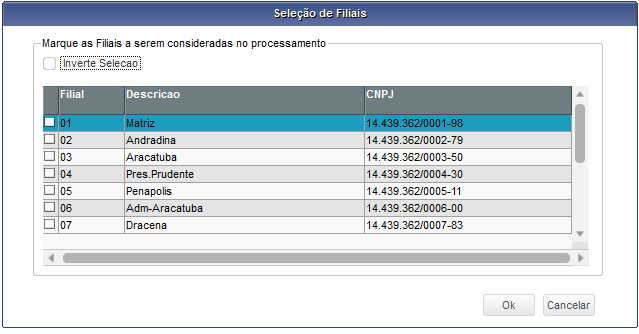 Seleção de Filiais
Marque as Filiais a serem consideradas no processamento
Inverte Selecao
Filial Descricao CNPJ
01 Matriz 14.439.362/0001-98
02 Andradina 14.439.362/0002-79
03 Aracatuba 14.439.362/0003-50
04 Pres.Prudente 14.439.362/0004-30
05 Penapolis 14.439.362/0005-11
06 Adm-Aracatuba 14.439.362/0006-00
07 Dracena 14.439.362/0007-83
Ok Cancelar